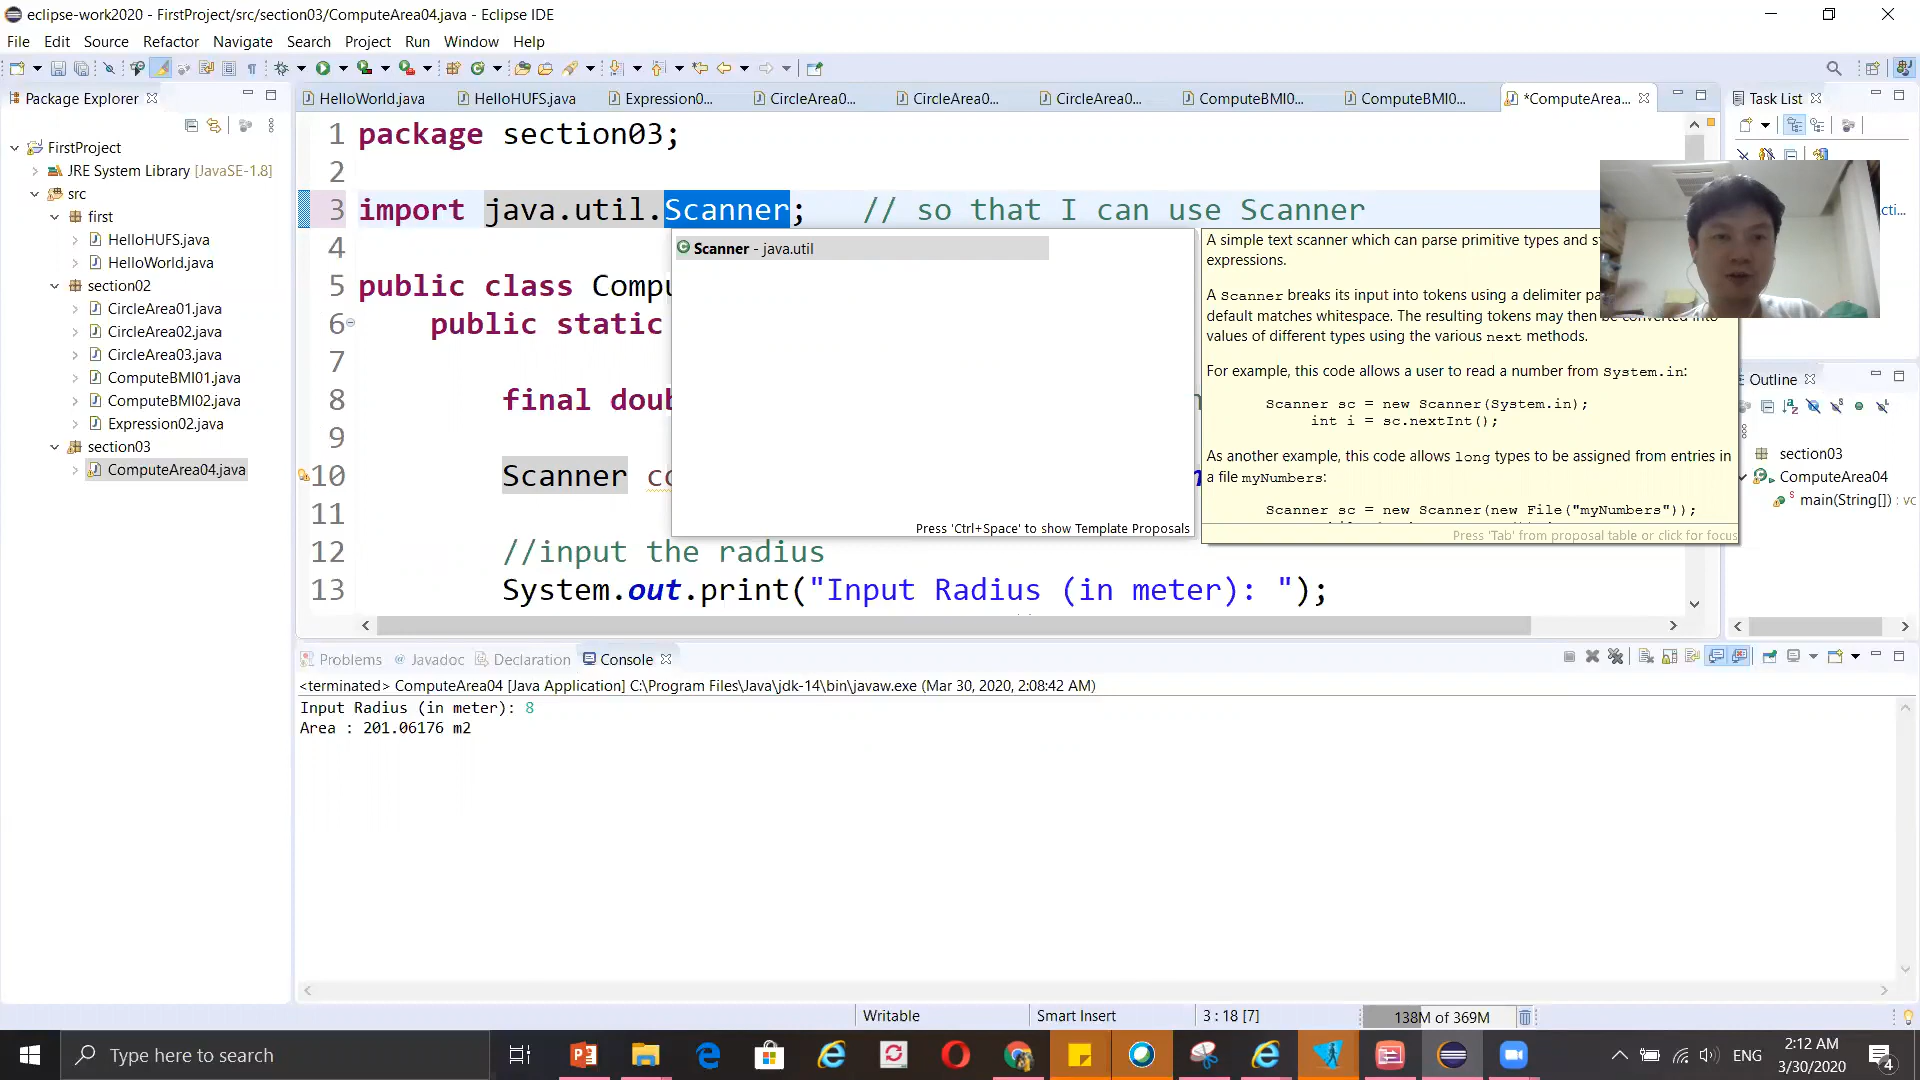 eclipse-work2020 - FirstProject/src/section03/ComputeArea04.java - Eclipse IDE
File Edit Source Refactor Navigate Search Project Run Window Help
Package Explorer
HelloWorld.java
HelloHUFS.java
Expression0...
CircleArea0...
CircleArea0...
CircleArea0...
ComputeBMI0...
ComputeBMI0...
*ComputeArea...
Task List
FirstProject
JRE System Library [JavaSE-1.8]
src
first
HelloHUFS.java
HelloWorld.java
section02
CircleArea01.java
CircleArea02.java
CircleArea03.java
ComputeBMI01.java
ComputeBMI02.java
Expression02.java
section03
ComputeArea04.java
1 package section03;
2
3 import java.util.Scanner; // so that I can use Scanner
4
5 public class Compu
6 public static
7
8 final doub
9
10 Scanner co
11
12 //input the radius
13 System.out.print("Input Radius (in meter): ");
Scanner - java.util
Press 'Ctrl+Space' to show Template Proposals
A simple text scanner which can parse primitive types and s
expressions.
A Scanner breaks its input into tokens using a delimiter pa
default matches whitespace. The resulting tokens may then be converted into
values of different types using the various next methods.
For example, this code allows a user to read a number from System.in:
Scanner sc = new Scanner(System.in);
int i = sc.nextInt();
As another example, this code allows long types to be assigned from entries in
a file myNumbers:
Scanner sc = new Scanner(new File("myNumbers"));
Press 'Tab' from proposal table or click for focus
Outline
section03
ComputeArea04
main(String[]) : vc
Problems
Javadoc
Declaration
Console
<terminated> ComputeArea04 [Java Application] C:\Program Files\Java\jdk-14\bin\javaw.exe (Mar 30, 2020, 2:08:42 AM)
Input Radius (in meter): 8
Area : 201.06176 m2
Writable
Smart Insert
3 : 18 [7]
138M of 369M
Type here to search
ENG
2:12 AM
3/30/2020
4